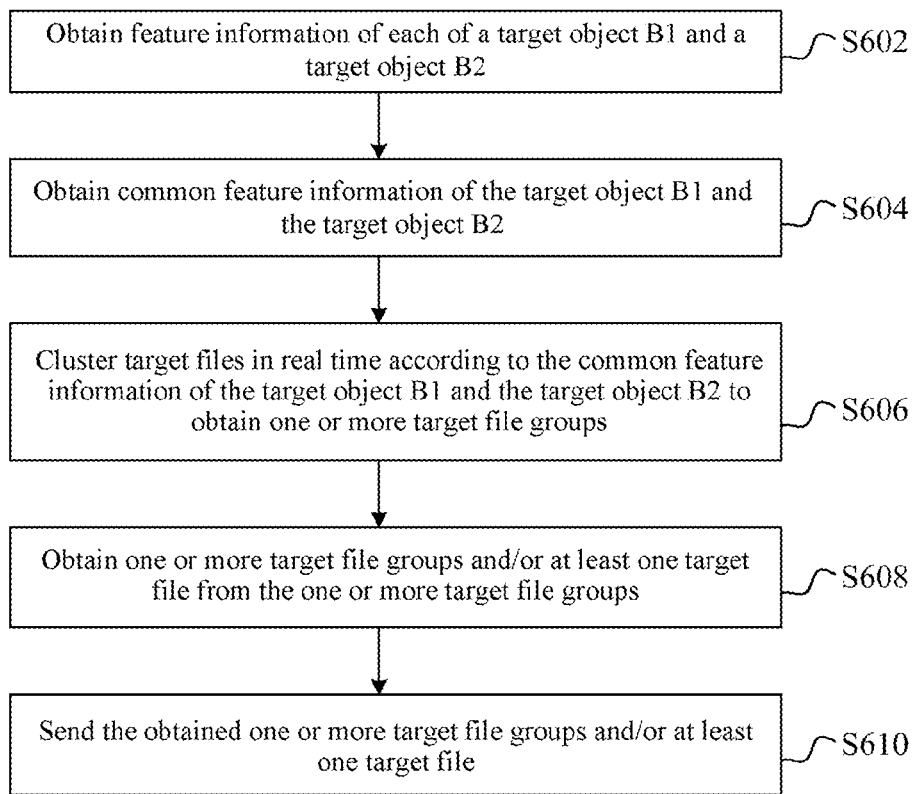 Obtain feature information of each of a target object B1 and a
target object B2
S602
Obtain common feature information of the target object B1 and
the target object B2
S604
Cluster target files in real time according to the common feature
information of the target object B1 and the target object B2 to
obtain one or more target file groups
S606
Obtain one or more target file groups and/or at least one target
file from the one or more target file groups
S608
Send the obtained one or more target file groups and/or at least
one target file
S610